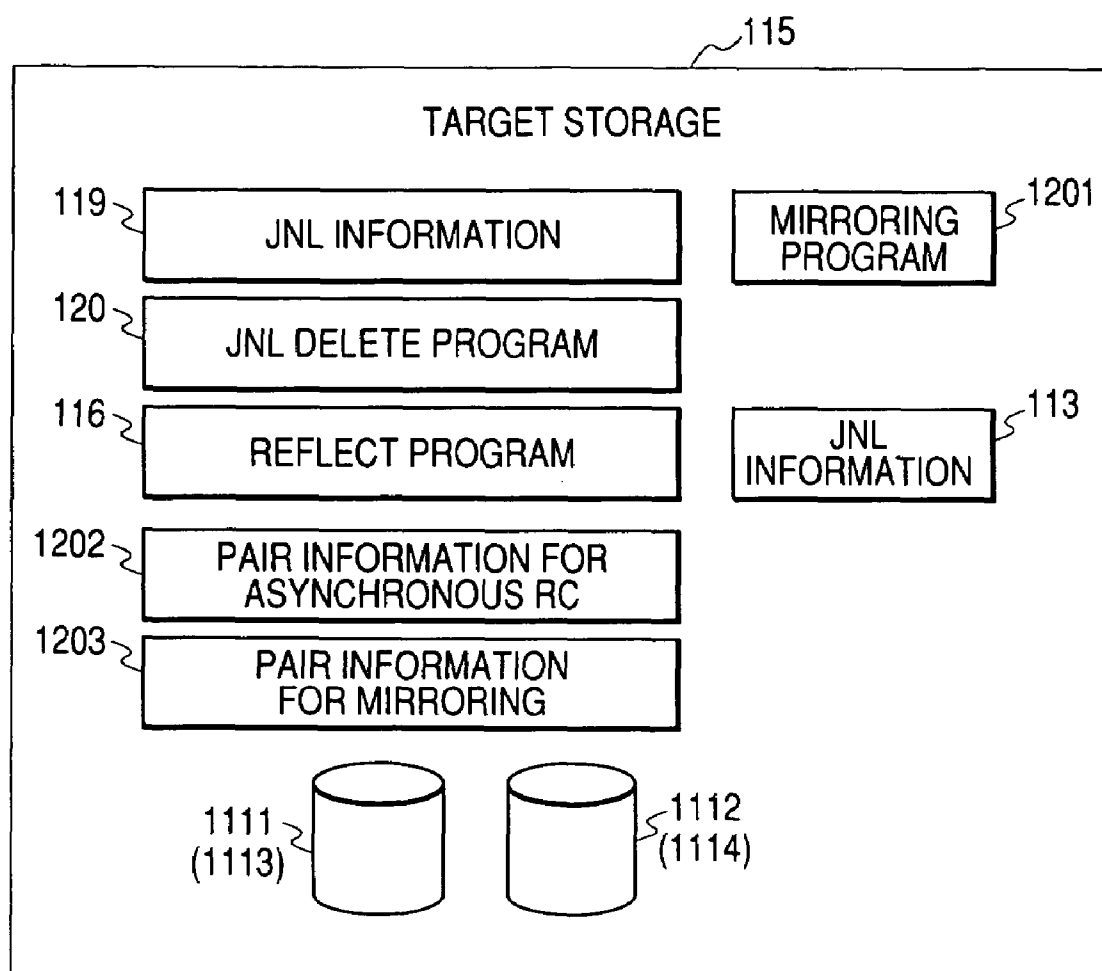 115
TARGET STORAGE
119
JNL INFORMATION
1201
MIRRORING
PROGRAM
120
JNL DELETE PROGRAM
116
REFLECT PROGRAM
113
JNL
INFORMATION
1202
PAIR INFORMATION FOR
ASYNCHRONOUS RC
1203
PAIR INFORMATION
FOR MIRRORING
1111
(1113)
1112
(1114)